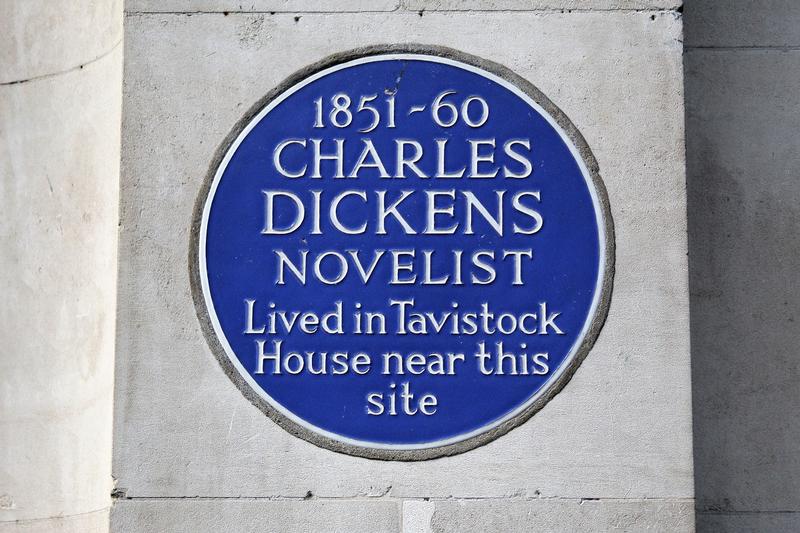 1851-60
CHARLES
DICKENS
NOVELIST
Lived in Tavistock
House near this
site